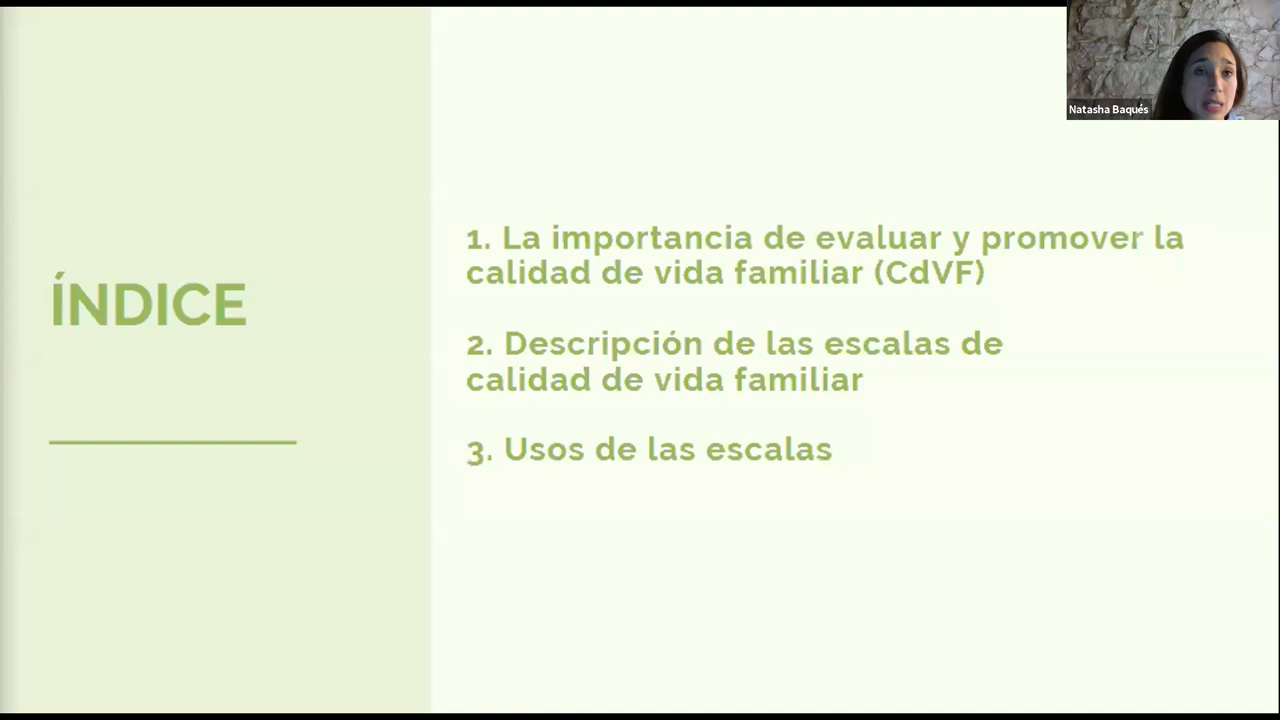 Natasha Baqués
ÍNDICE
1. La importancia de evaluar y promover la
calidad de vida familiar (CdVF)
2. Descripción de las escalas de
calidad de vida familiar
3. Usos de las escalas